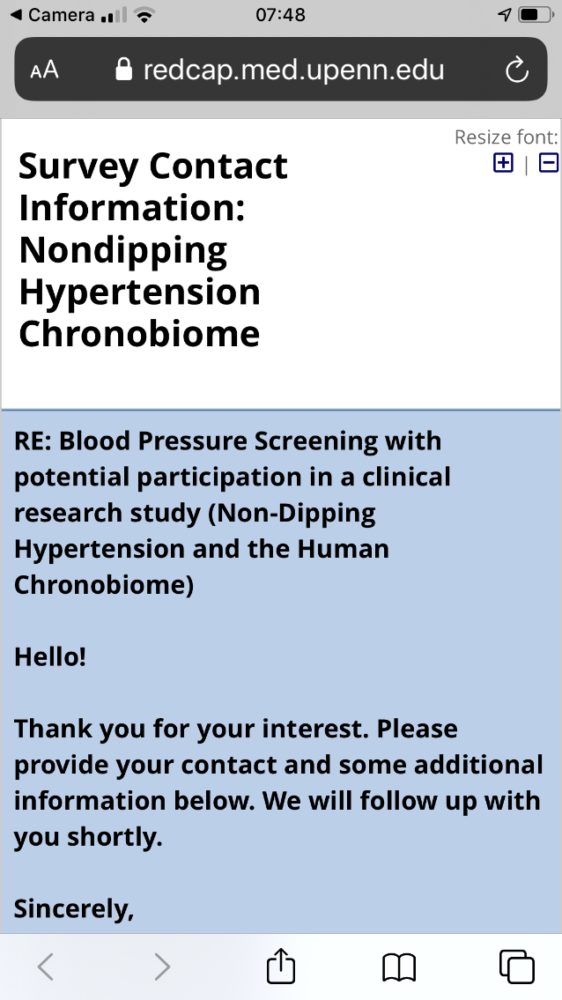 Camera
07:48
AA
redcap.med.upenn.edu
Resize font:
+ | −
Survey Contact
Information:
Nondipping
Hypertension
Chronobiome
RE: Blood Pressure Screening with
potential participation in a clinical
research study (Non-Dipping
Hypertension and the Human
Chronobiome)
Hello!
Thank you for your interest. Please
provide your contact and some additional
information below. We will follow up with
you shortly.
Sincerely,